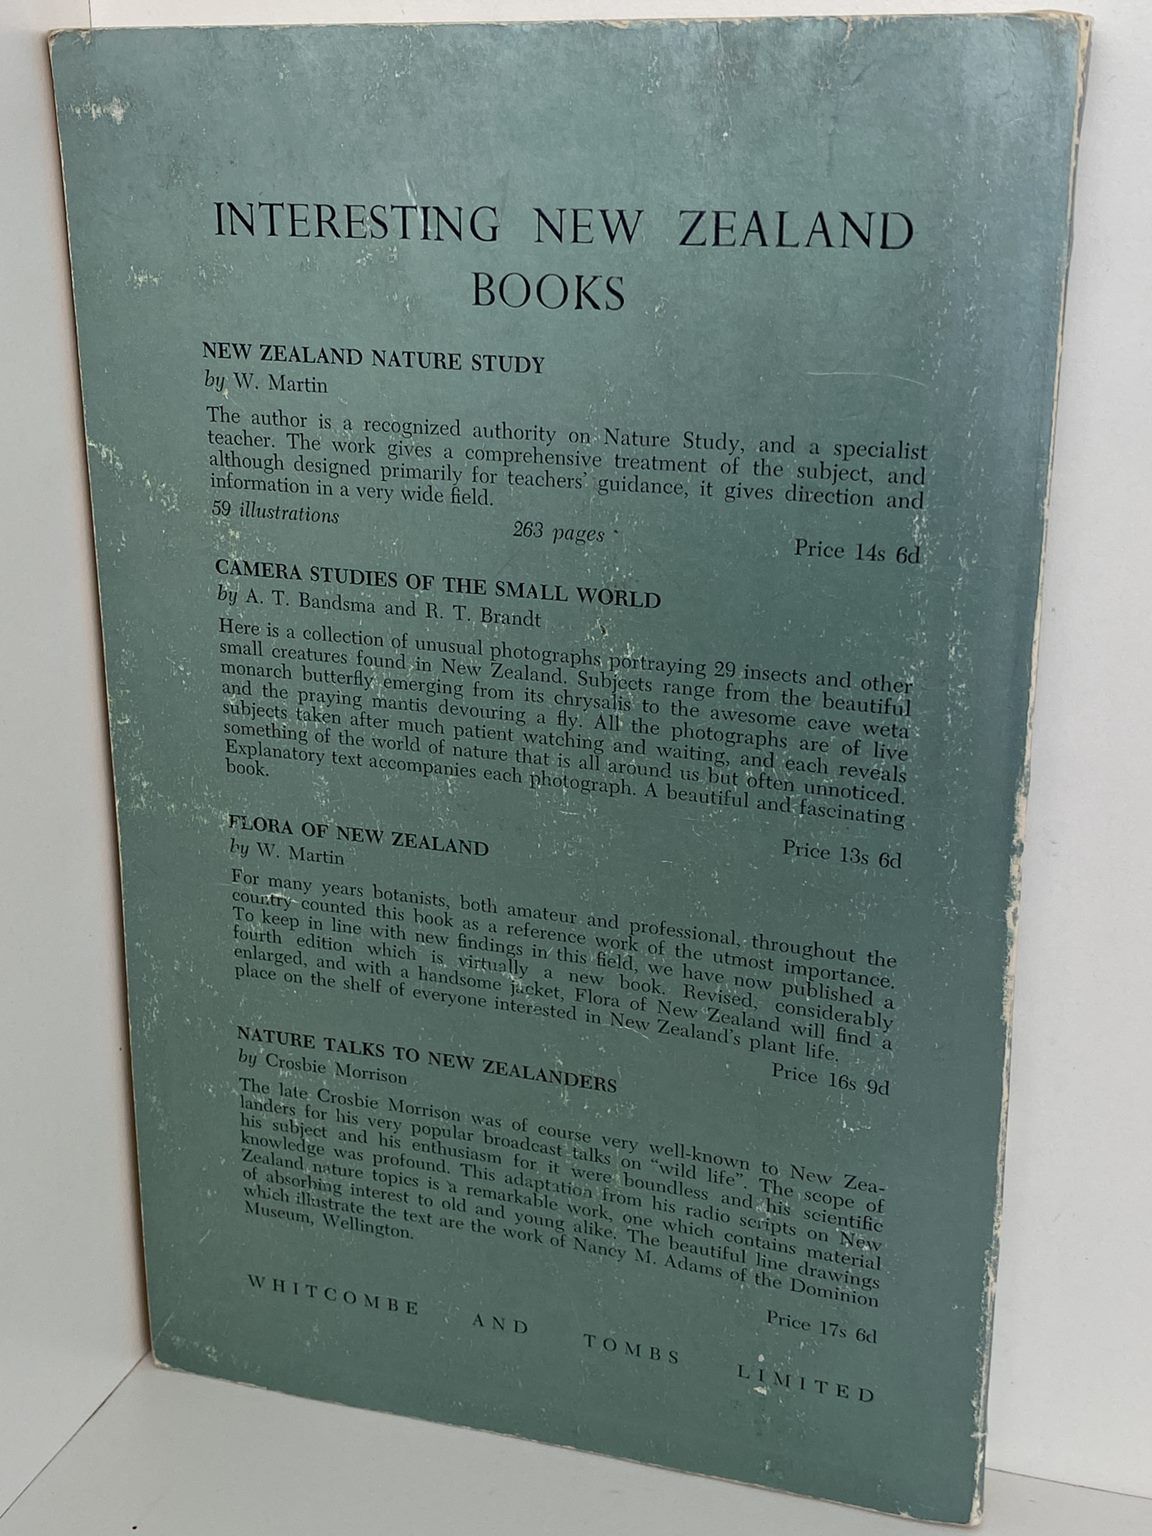 INTERESTING NEW ZEALAND
BOOKS
NEW ZEALAND NATURE STUDY
by W. Martin
The author is a recognized authority on Nature Study, and a specialist
teacher. The work gives a comprehensive treatment of the subject, and
although designed primarily for teachers' guidance, it gives direction and
information in a very wide field.
59 illustrations 263 pages Price 14s 6d
CAMERA STUDIES OF THE SMALL WORLD
by A. T. Bandsma and R. T. Brandt
Here is a collection of unusual photographs portraying 29 insects and other
small creatures found in New Zealand. Subjects range from the beautiful
monarch butterfly emerging from its chrysalis to the awesome cave weta
and the praying mantis devouring a fly. All the photographs are of live
subjects taken after much patient watching and waiting, and each reveals
something of the world of nature that is all around us but often unnoticed.
Explanatory text accompanies each photograph. A beautiful and fascinating
book.
Price 13s 6d
FLORA OF NEW ZEALAND
by W. Martin
For many years botanists, both amateur and professional, throughout the
country counted this book as a reference work of the utmost importance.
To keep in line with new findings in this field, we have now published a
fourth edition which is virtually a new book. Revised, considerably
enlarged, and with a handsome jacket, Flora of New Zealand will find a
place on the shelf of everyone interested in New Zealand's plant life.
Price 16s 9d
NATURE TALKS TO NEW ZEALANDERS
by Crosbie Morrison
The late Crosbie Morrison was of course very well-known to New Zea-
landers for his very popular broadcast talks on "wild life". The scope of
his subject and his enthusiasm for it were boundless and his scientific
knowledge was profound. This adaptation from his radio scripts on New
Zealand nature topics is a remarkable work, one which contains material
of absorbing interest to old and young alike. The beautiful line drawings
which illustrate the text are the work of Nancy M. Adams of the Dominion
Museum, Wellington.
Price 17s 6d
WHITCOMBE AND TOMBS LIMITED